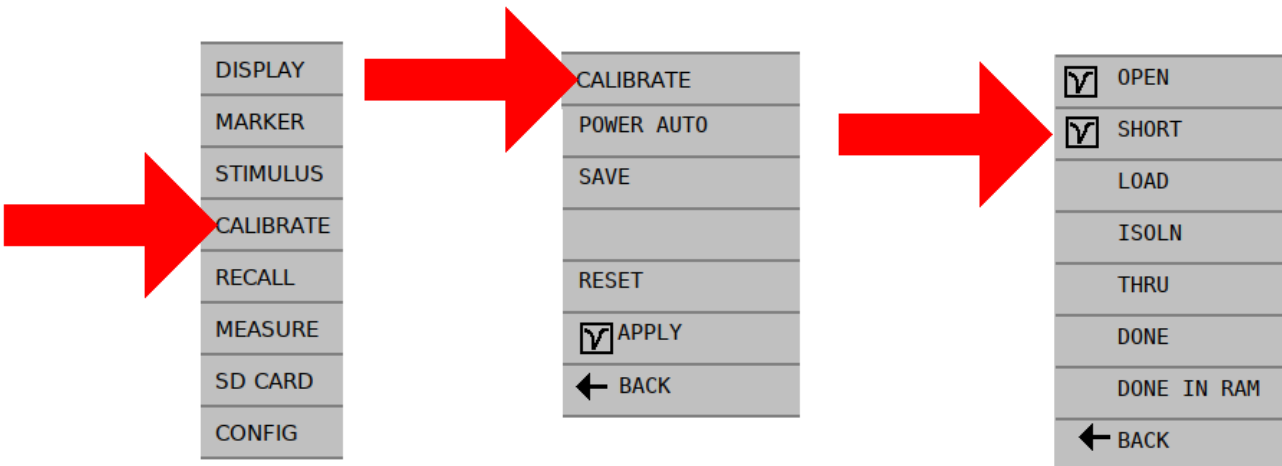 DISPLAY
MARKER
STIMULUS
CALIBRATE
RECALL
MEASURE
SD CARD
CONFIG
CALIBRATE
POWER AUTO
SAVE
RESET
APPLY
BACK
OPEN
SHORT
LOAD
ISOLN
THRU
DONE
DONE IN RAM
BACK